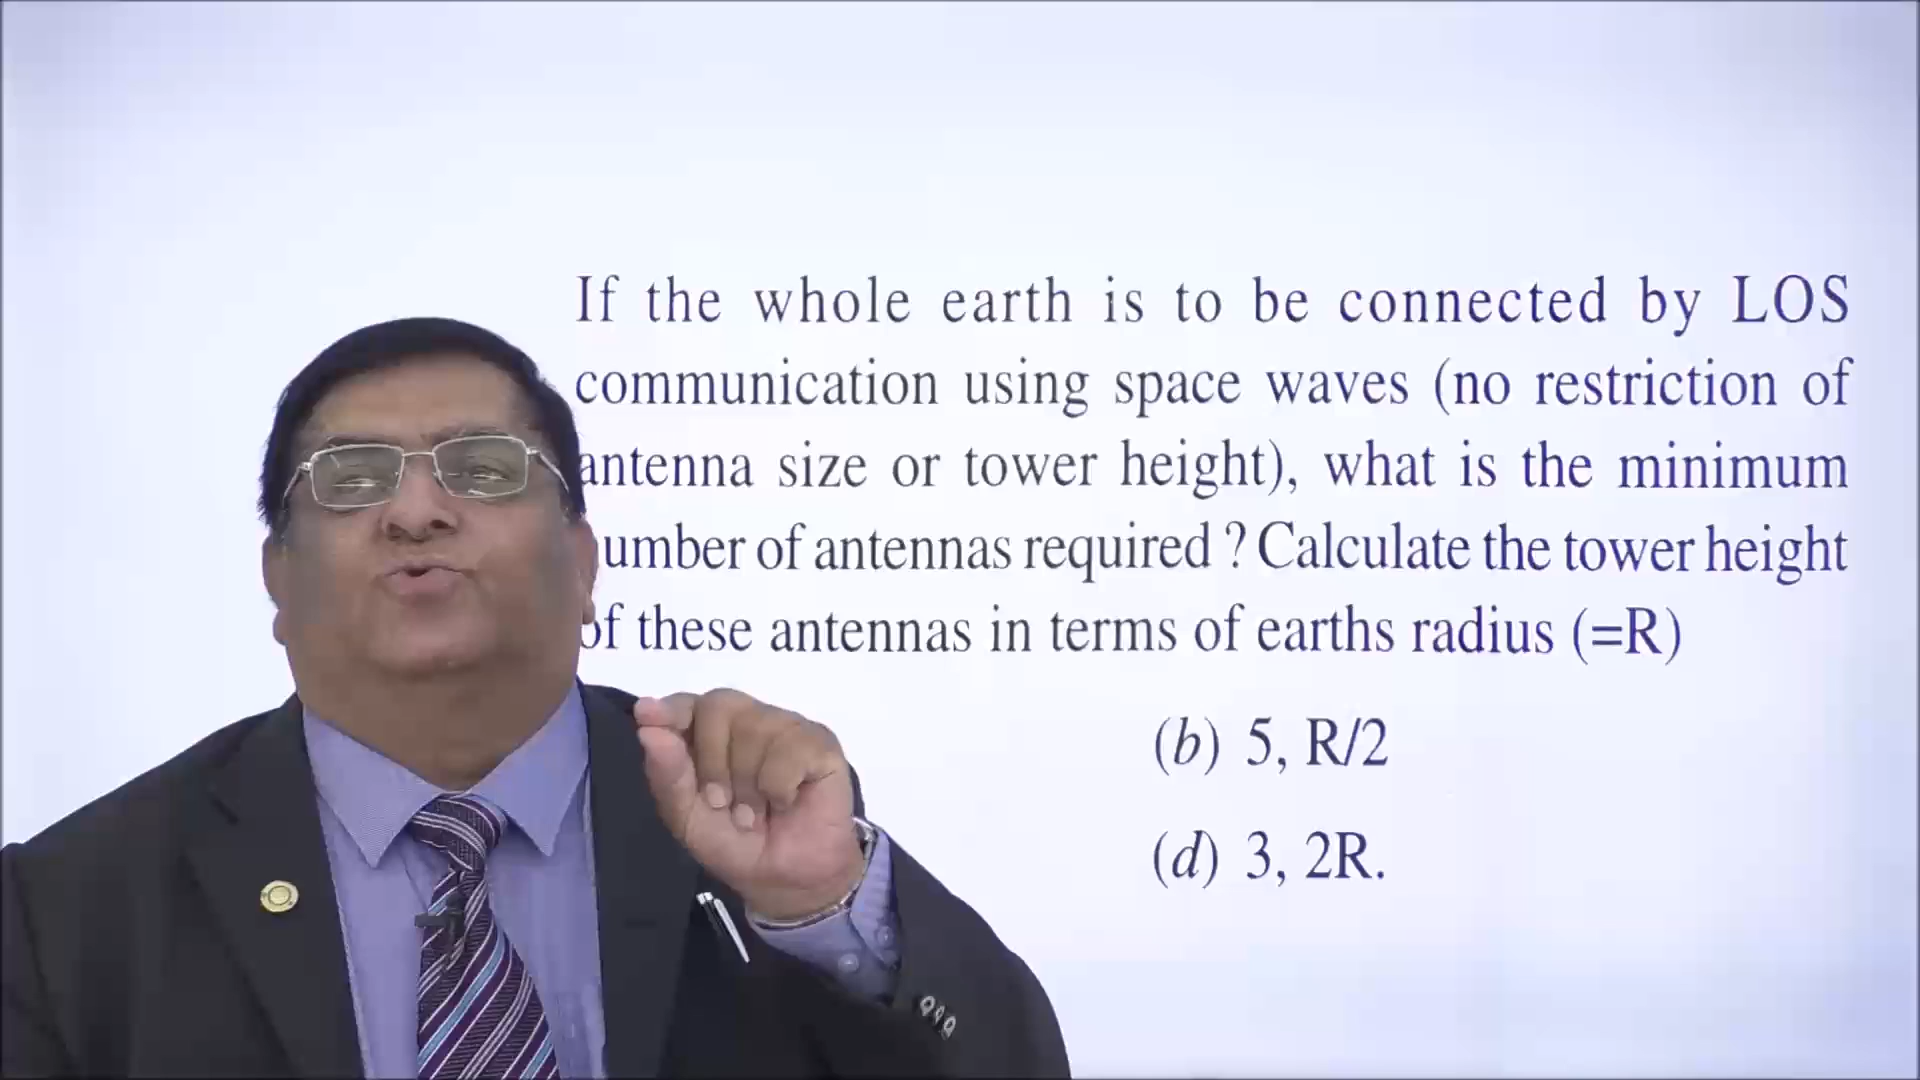 If the whole earth is to be connected by LOS
communication using space waves (no restriction of
antenna size or tower height), what is the minimum
umber of antennas required ? Calculate the tower height
of these antennas in terms of earths radius (=R)
(b) 5, R/2
(d) 3, 2R.